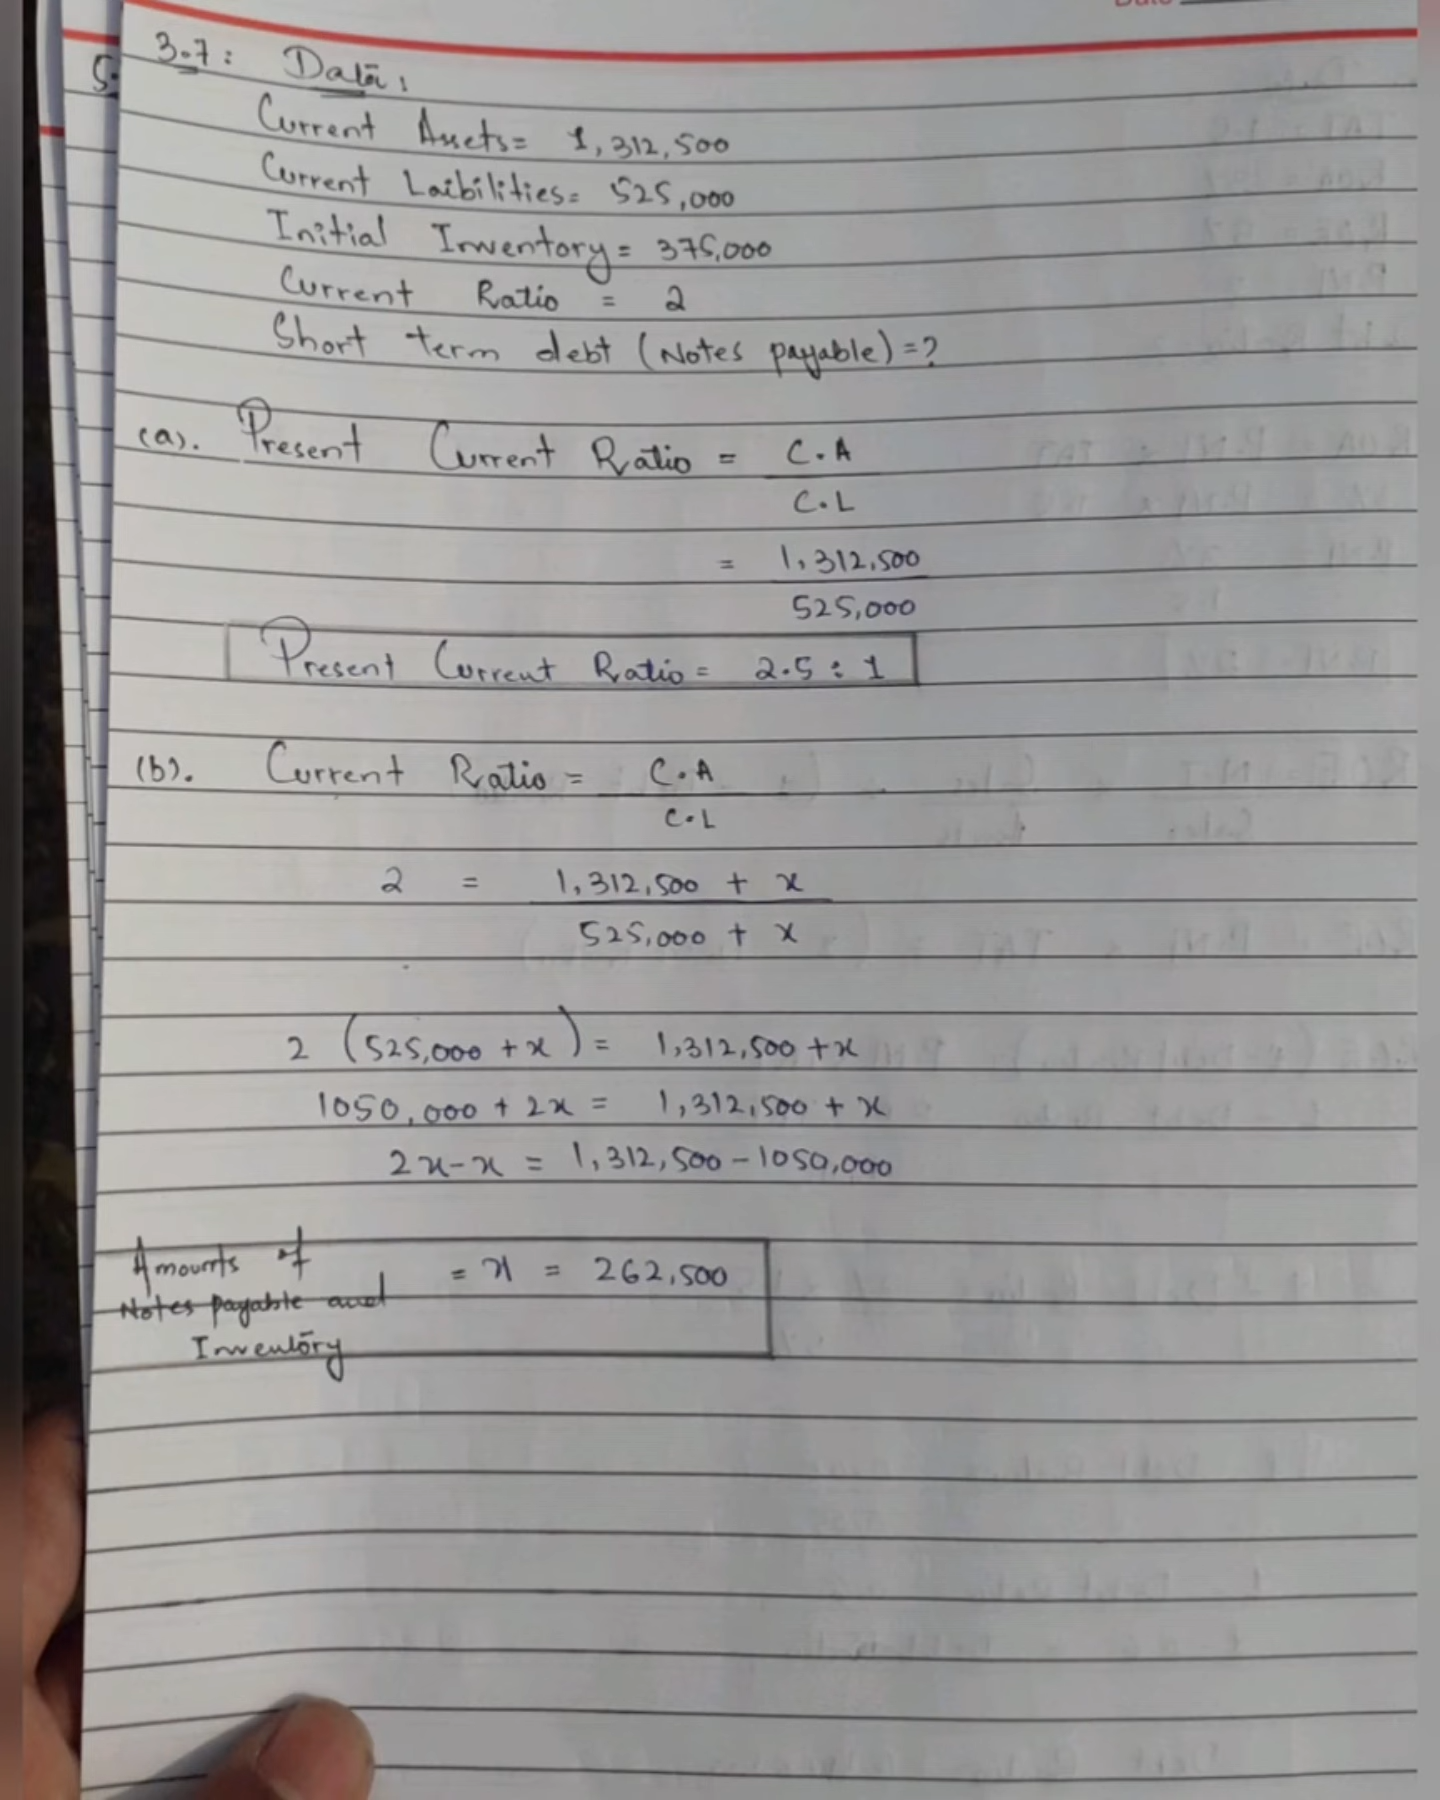 Date
5.
3.7: Data:
Current Assets = 1,312,500
Current Laibilities = 525,000
Initial Inventory = 375,000
Current Ratio = 2
Short term debt (Notes payable) = ?
(a). Present Current Ratio = C.A
C.L
= 1,312,500
525,000
Present Current Ratio = 2.5 : 1
(b). Current Ratio = C.A
C.L
2 = 1,312,500 + x
525,000 + x
2 (525,000 + x) = 1,312,500 + x
1050,000 + 2x = 1,312,500 + x
2x - x = 1,312,500 - 1050,000
Amounts of
Notes payable and = x = 262,500
Inventory